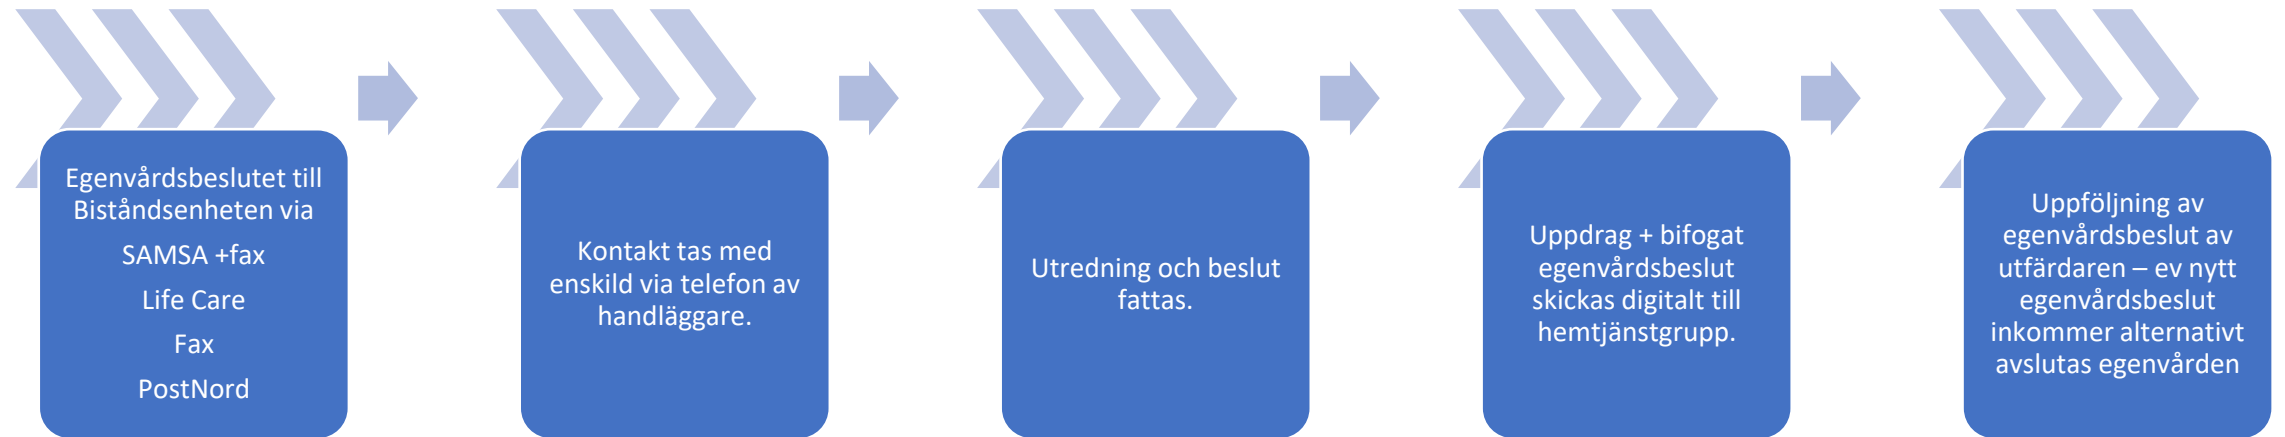 Egenvårdsbeslutet till
Biståndsenheten via
SAMSA +fax
Life Care
Fax
PostNord
Kontakt tas med
enskild via telefon av
handläggare.
Utredning och beslut
fattas.
Uppdrag + bifogat
egenvårdsbeslut
skickas digitalt till
hemtjänstgrupp.
Uppföljning av
egenvårdsbeslut av
utfärdaren – ev nytt
egenvårdsbeslut
inkommer alternativt
avslutas egenvården